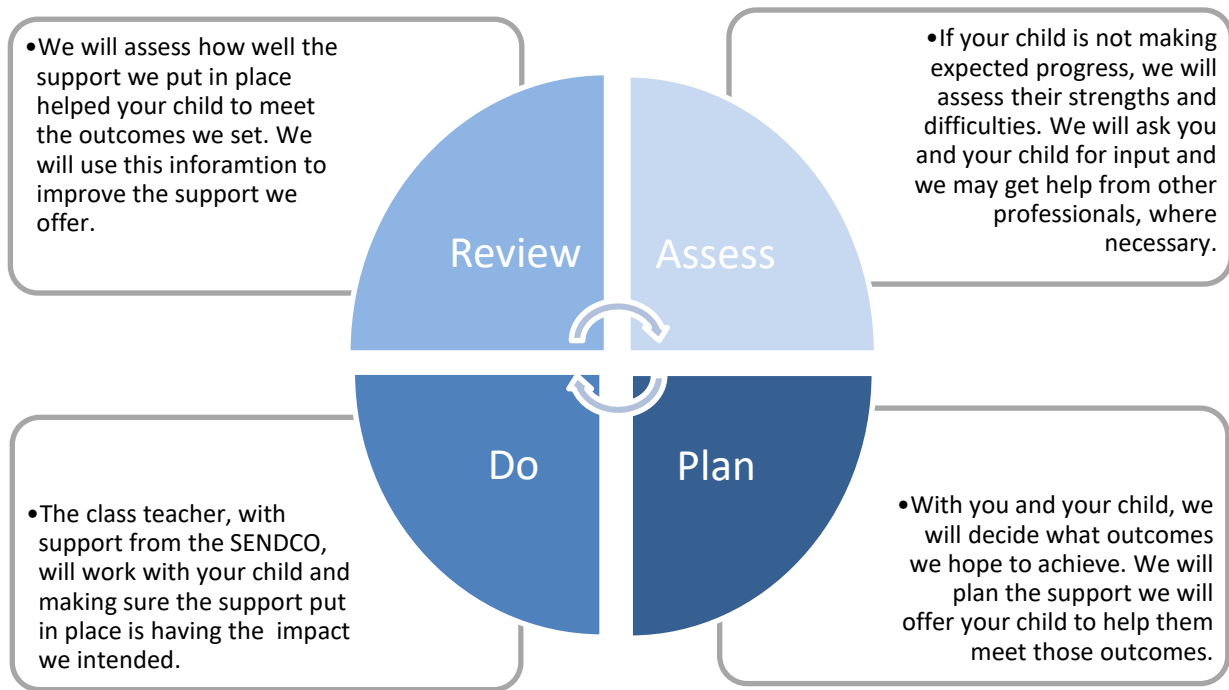 •We will assess how well the
support we put in place
helped your child to meet
the outcomes we set. We
will use this inforamtion to
improve the support we
offer.
•If your child is not making
expected progress, we will
assess their strengths and
difficulties. We will ask you
and your child for input and
we may get help from other
professionals, where
necessary.
Review
Assess
Do
Plan
•The class teacher, with
support from the SENDCO,
will work with your child and
making sure the support put
in place is having the  impact
we intended.
•With you and your child, we
will decide what outcomes
we hope to achieve. We will
plan the support we will
offer your child to help them
meet those outcomes.